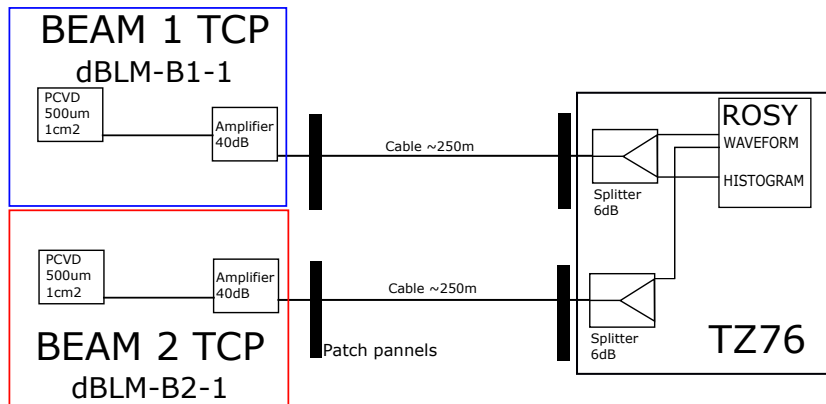 BEAM 1 TCP
dBLM-B1-1
PCVD
500um
1cm2
Amplifier
40dB
Cable ~250m
Splitter
6dB
ROSY
WAVEFORM
HISTOGRAM
PCVD
500um
1cm2
Amplifier
40dB
BEAM 2 TCP
dBLM-B2-1
Cable ~250m
Patch pannels
Splitter
6dB
TZ76